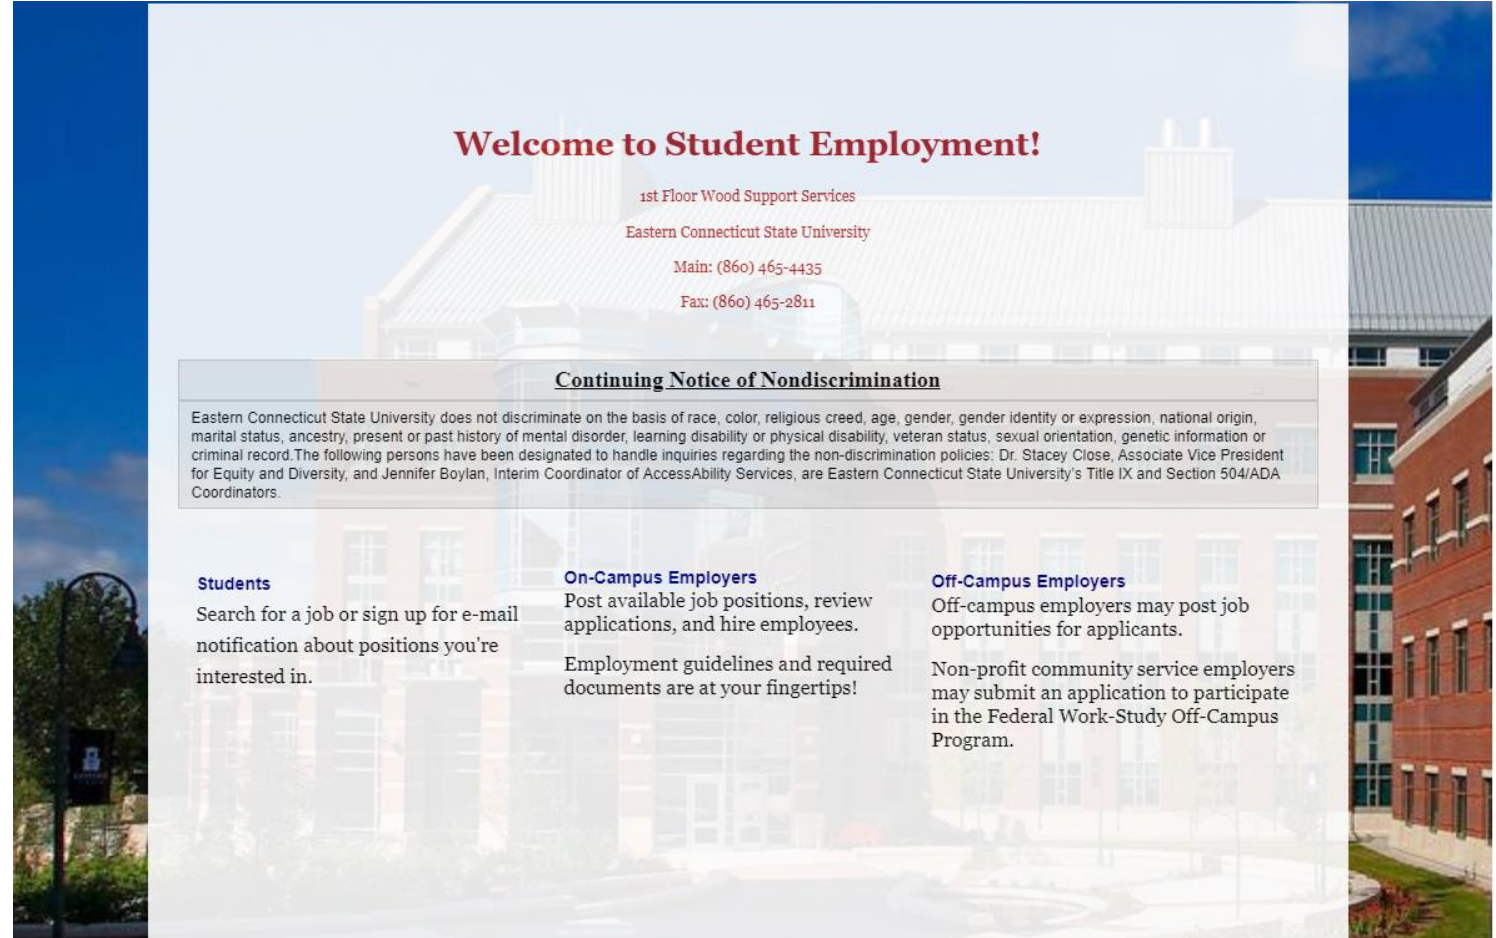 Welcome to Student Employment!
1st Floor Wood Support Services
Eastern Connecticut State University
Main: (860) 465-4435
Fax: (860) 465-2811
Continuing Notice of Nondiscrimination
Eastern Connecticut State University does not discriminate on the basis of race, color, religious creed, age, gender, gender identity or expression, national origin,
marital status, ancestry, present or past history of mental disorder, learning disability or physical disability, veteran status, sexual orientation, genetic information or
criminal record.The following persons have been designated to handle inquiries regarding the non-discrimination policies: Dr. Stacey Close, Associate Vice President
for Equity and Diversity, and Jennifer Boylan, Interim Coordinator of AccessAbility Services, are Eastern Connecticut State University's Title IX and Section 504/ADA
Coordinators.
Students
Search for a job or sign up for e-mail
notification about positions you're
interested in.
On-Campus Employers
Post available job positions, review
applications, and hire employees.
Employment guidelines and required
documents are at your fingertips!
Off-Campus Employers
Off-campus employers may post job
opportunities for applicants.
Non-profit community service employers
may submit an application to participate
in the Federal Work-Study Off-Campus
Program.